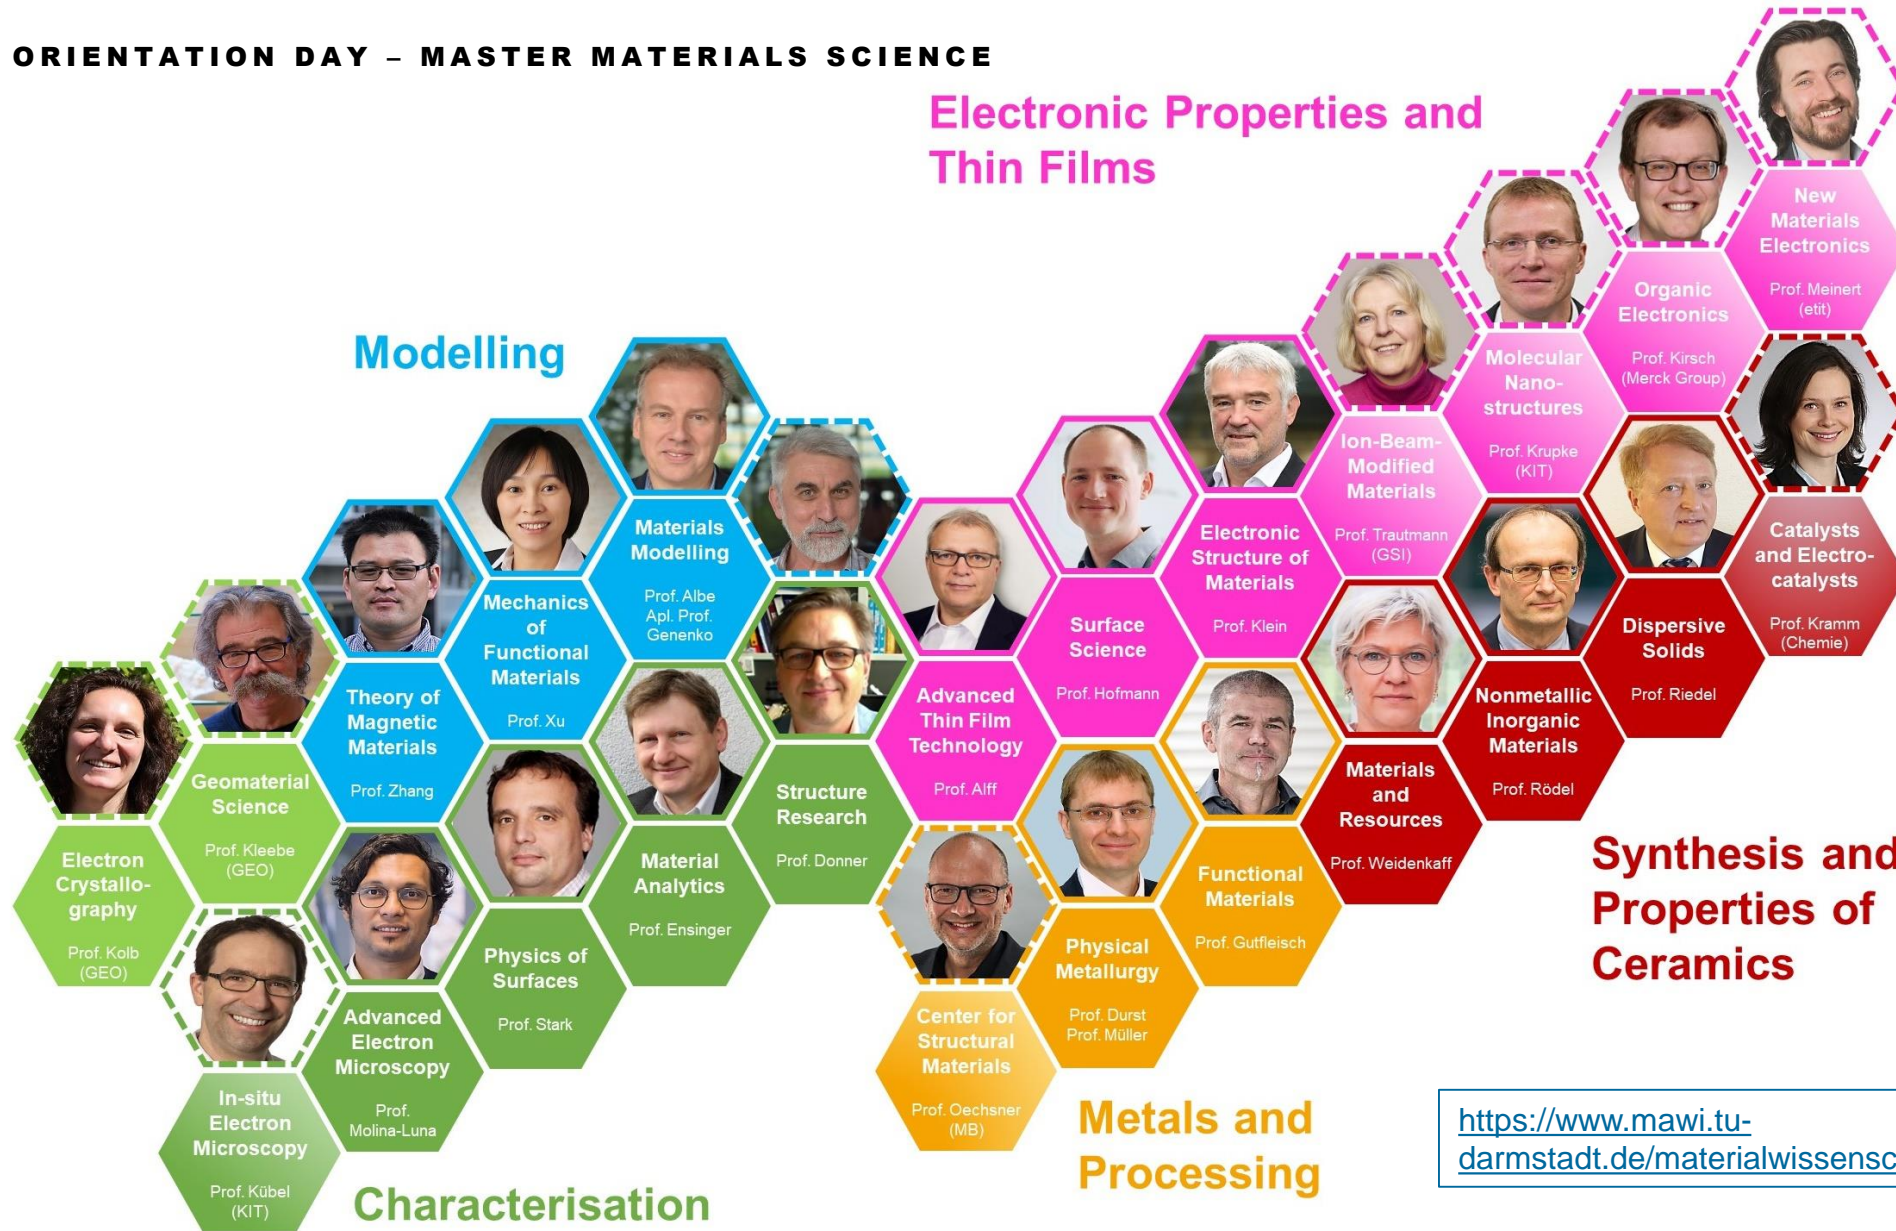 ORIENTATION DAY – MASTER MATERIALS SCIENCE
Electronic Properties and
Thin Films
New
Materials
Electronics
Prof. Meinert
(etit)
Organic
Electronics
Prof. Kirsch
(Merck Group)
Molecular
Nano-
structures
Prof. Krupke
(KIT)
Ion-Beam-
Modified
Materials
Prof. Trautmann
(GSI)
Electronic
Structure of
Materials
Prof. Klein
Surface
Science
Prof. Hofmann
Advanced
Thin Film
Technology
Prof. Alff
Modelling
Materials
Modelling
Prof. Albe
Apl. Prof.
Genenko
Mechanics
of
Functional
Materials
Prof. Xu
Theory of
Magnetic
Materials
Prof. Zhang
Catalysts
and Electro-
catalysts
Prof. Kramm
(Chemie)
Dispersive
Solids
Prof. Riedel
Nonmetallic
Inorganic
Materials
Prof. Rödel
Materials
and
Resources
Prof. Weidenkaff
Synthesis and
Properties of
Ceramics
Geomaterial
Science
Prof. Kleebe
(GEO)
Electron
Crystallo-
graphy
Prof. Kolb
(GEO)
Structure
Research
Prof. Donner
Material
Analytics
Prof. Ensinger
Physics of
Surfaces
Prof. Stark
Advanced
Electron
Microscopy
Prof.
Molina-Luna
In-situ
Electron
Microscopy
Prof. Kübel
(KIT)
Characterisation
Functional
Materials
Prof. Gutfleisch
Physical
Metallurgy
Prof. Durst
Prof. Müller
Center for
Structural
Materials
Prof. Oechsner
(MB)
Metals and
Processing
https://www.mawi.tu-
darmstadt.de/materialwissensc